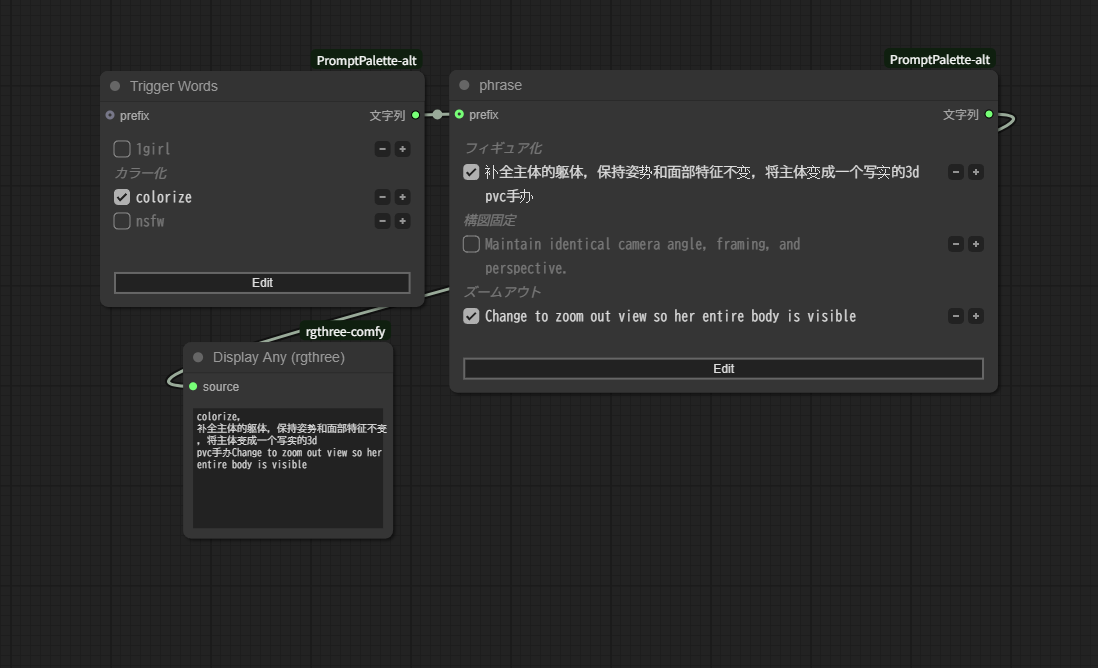 PromptPalette-alt
Trigger Words
prefix
文字列
1girl
カラー化
colorize
nsfw
Edit
PromptPalette-alt
phrase
prefix
文字列
フィギュア化
补全主体的躯体，保持姿势和面部特征不变，将主体变成一个写实的3d
pvc手办
構図固定
Maintain identical camera angle, framing, and
perspective.
ズームアウト
Change to zoom out view so her entire body is visible
Edit
rgthree-comfy
Display Any (rgthree)
source
colorize,
补全主体的躯体，保持姿势和面部特征不变
，将主体变成一个写实的3d
pvc手办Change to zoom out view so her
entire body is visible